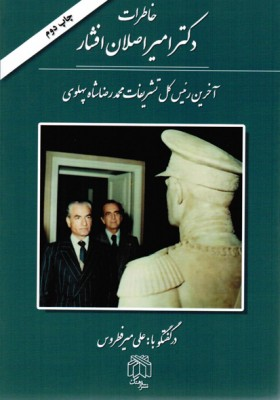 چاپ دوم
خاطرات
دکتر امیر اصلان افشار
آخرین رئیس کل تشریفات محمدرضا شاه پهلوی
در گفتگو با: علی میرفطروس